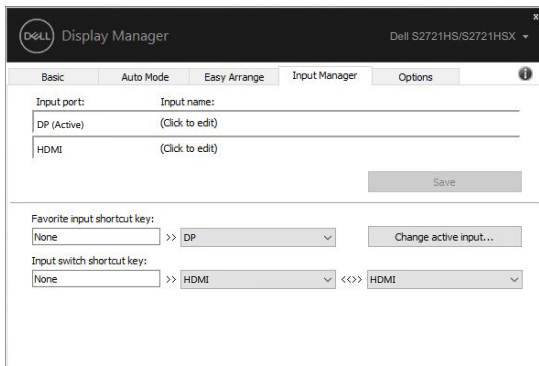 x
DELL Display Manager Dell S2721HS/S2721HSX
Basic Auto Mode Easy Arrange Input Manager Options i
Input port: Input name:
DP (Active) (Click to edit)
HDMI (Click to edit)
Save
Favorite input shortcut key:
None >> DP Change active input...
Input switch shortcut key:
None >> HDMI <<>> HDMI